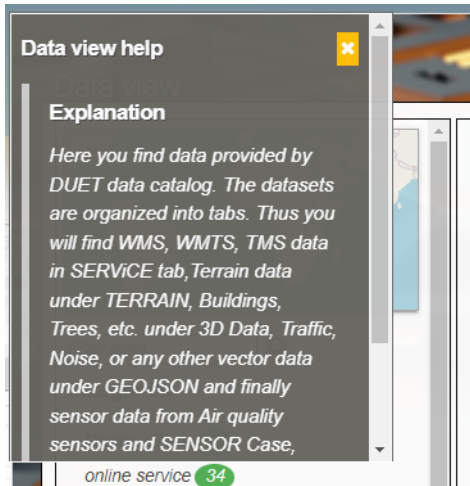 Data view help
Data view
Explanation
Here you find data provided by
DUET data catalog. The datasets
are organized into tabs. Thus you
will find WMS, WMTS, TMS data
in SERViCE tab,Terrain data
under TERRAIN, Buildings,
Trees, etc. under 3D Data, Traffic,
Noise, or any other vector data
under GEOJSON and finally
sensor data from Air quality
sensors and SENSOR Case,
online service 34